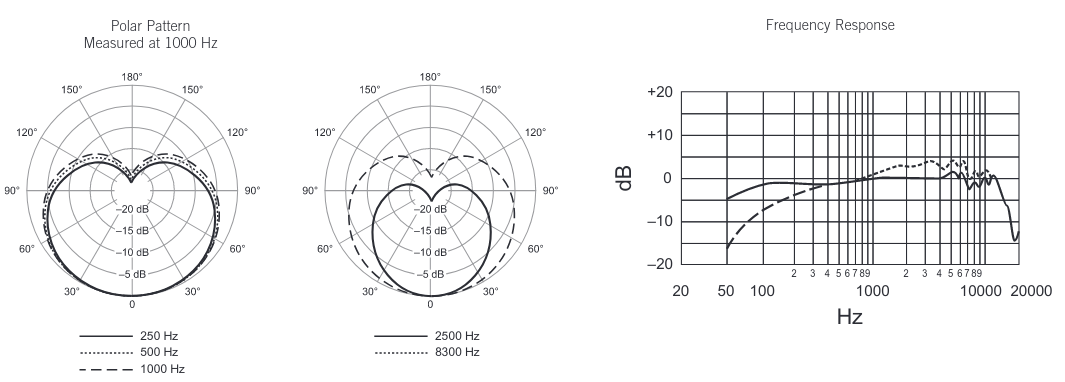 Polar Pattern
Measured at 1000 Hz
180°
150° 150°
120° 120°
90° 90°
60° 60°
30° 30°
0
–20 dB
–15 dB
–10 dB
–5 dB
250 Hz
500 Hz
1000 Hz
180°
150° 150°
120° 120°
90° 90°
60° 60°
30° 30°
0
–20 dB
–15 dB
–10 dB
–5 dB
2500 Hz
8300 Hz
Frequency Response
dB
+20
+10
0
–10
–20
2 3 4 5 6 7 8 9 2 3 4 5 6 7 8 9
20 50 100 1000 10000 20000
Hz